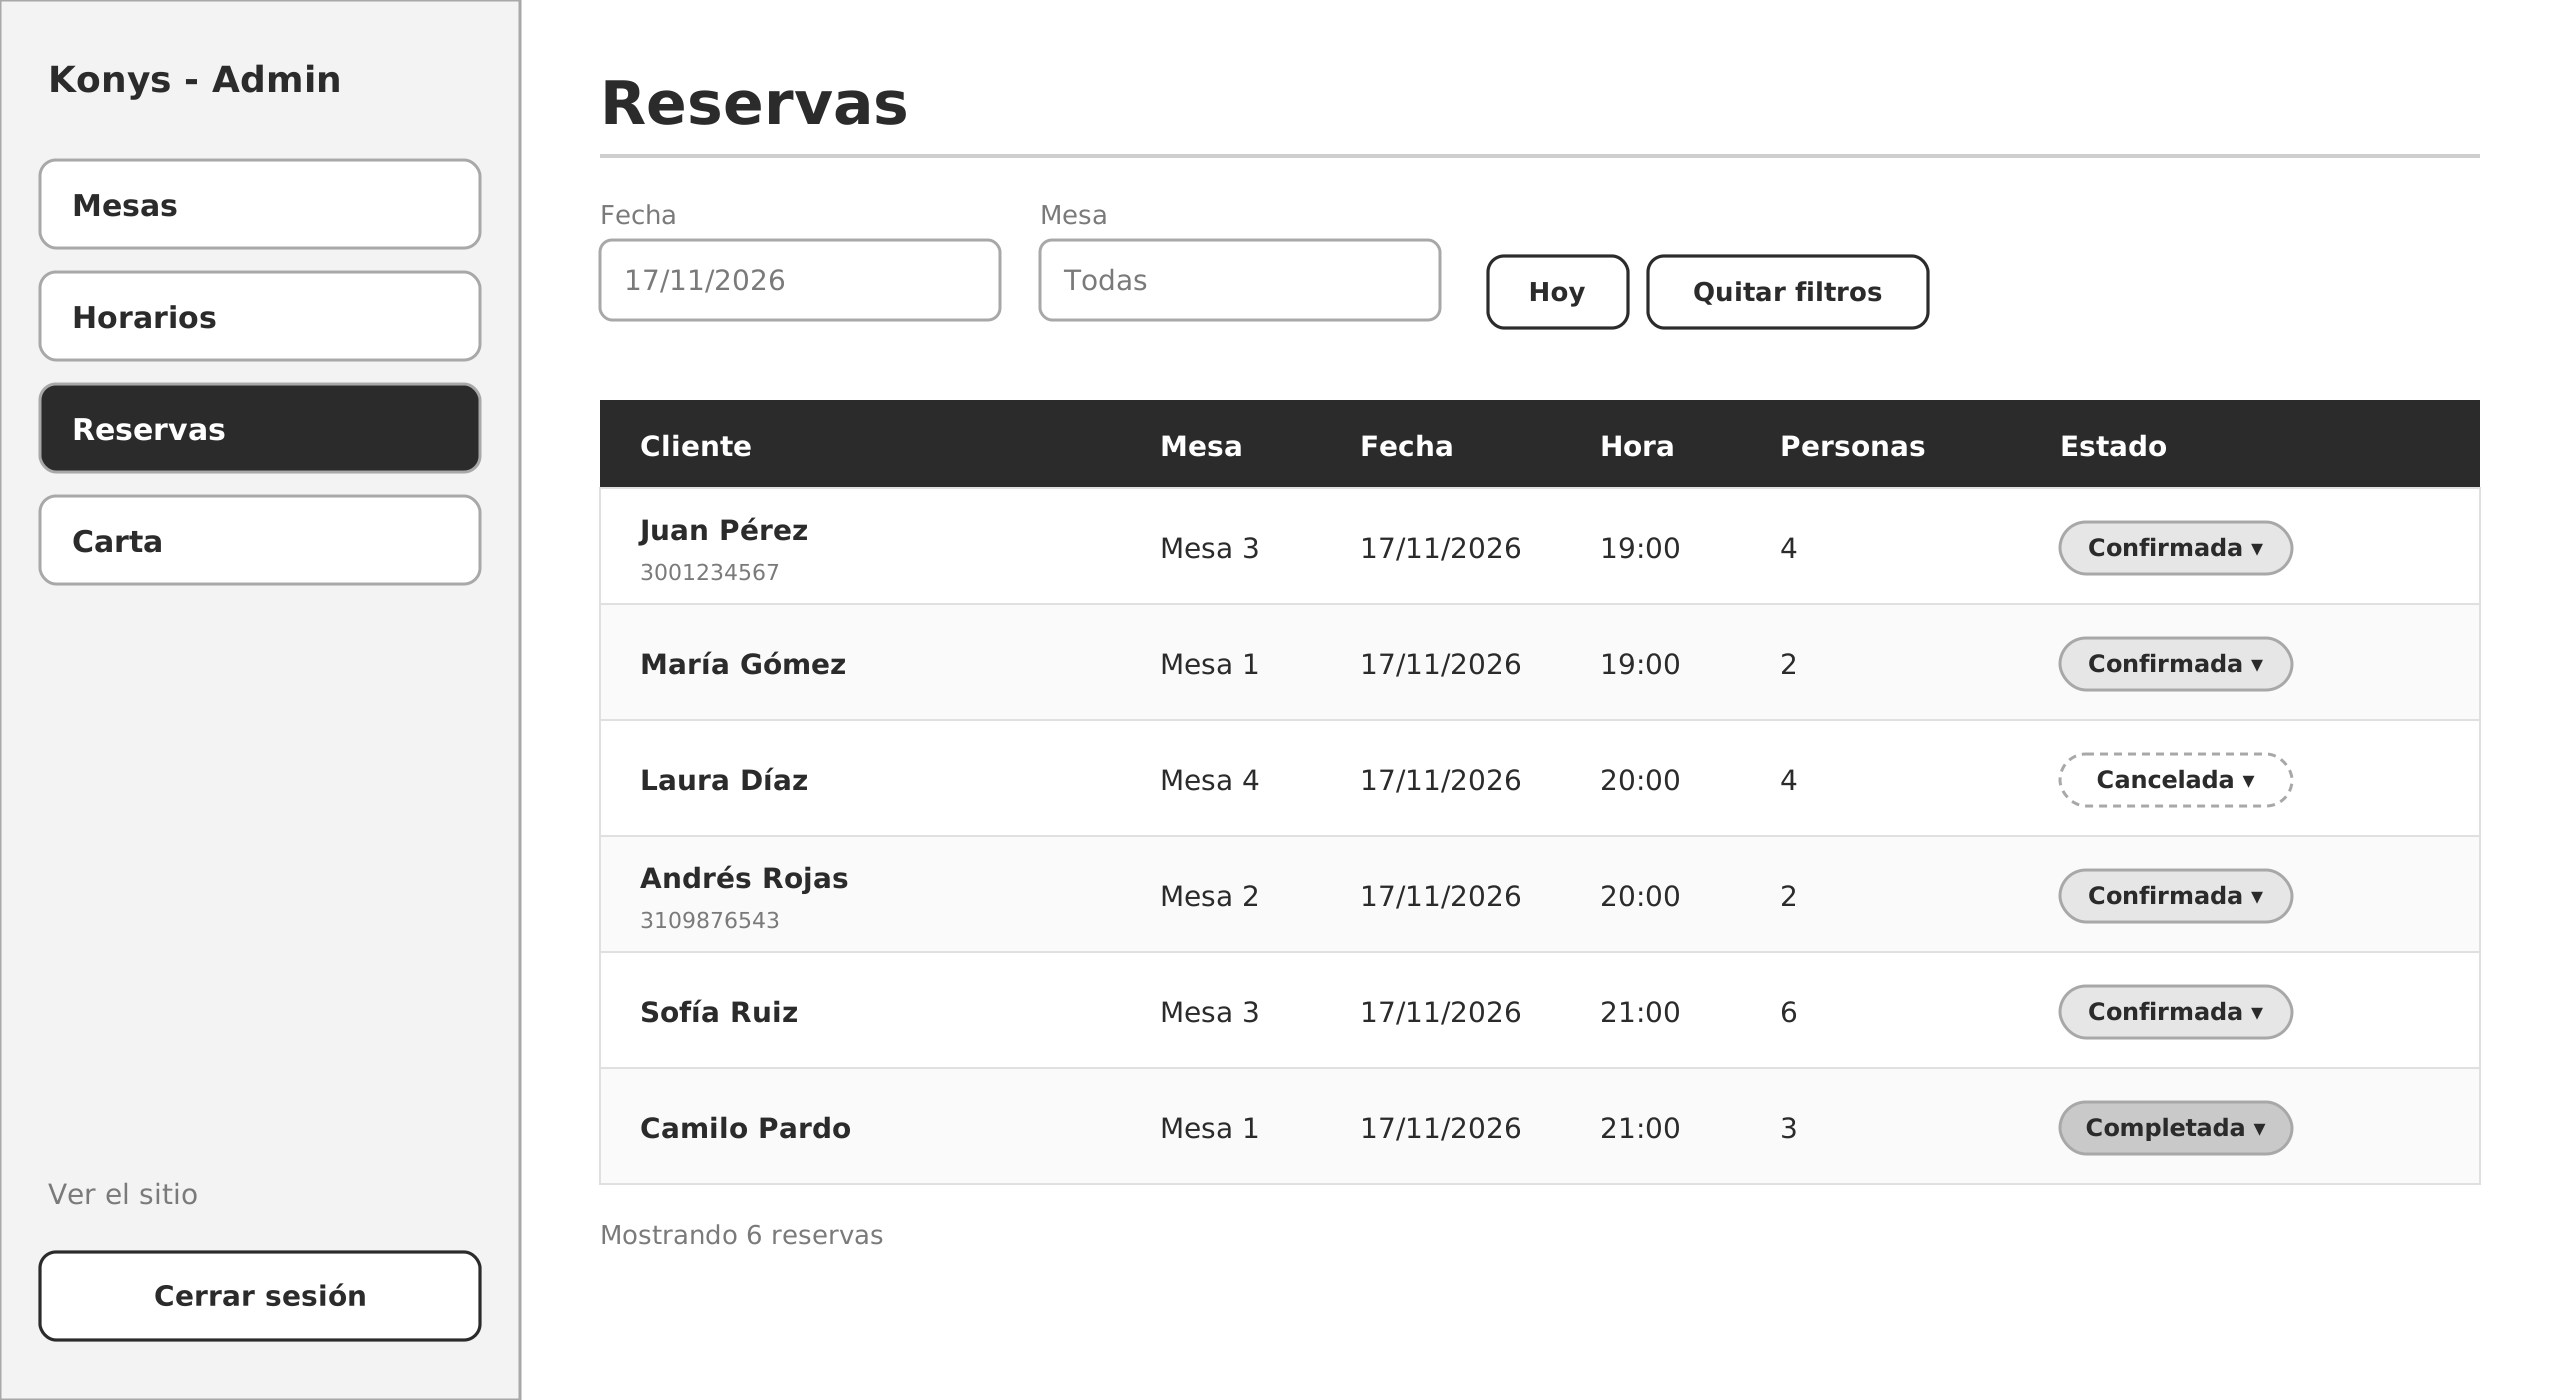 Konys - Admin
Mesas
Horarios
Reservas
Carta
Ver el sitio
Cerrar sesión
Reservas
Fecha Mesa
17/11/2026 Todas Hoy Quitar filtros
Cliente Mesa Fecha Hora Personas Estado
Juan Pérez Mesa 3 17/11/2026 19:00 4 Confirmada ▾
3001234567
María Gómez Mesa 1 17/11/2026 19:00 2 Confirmada ▾
Laura Díaz Mesa 4 17/11/2026 20:00 4 Cancelada ▾
Andrés Rojas Mesa 2 17/11/2026 20:00 2 Confirmada ▾
3109876543
Sofía Ruiz Mesa 3 17/11/2026 21:00 6 Confirmada ▾
Camilo Pardo Mesa 1 17/11/2026 21:00 3 Completada ▾
Mostrando 6 reservas